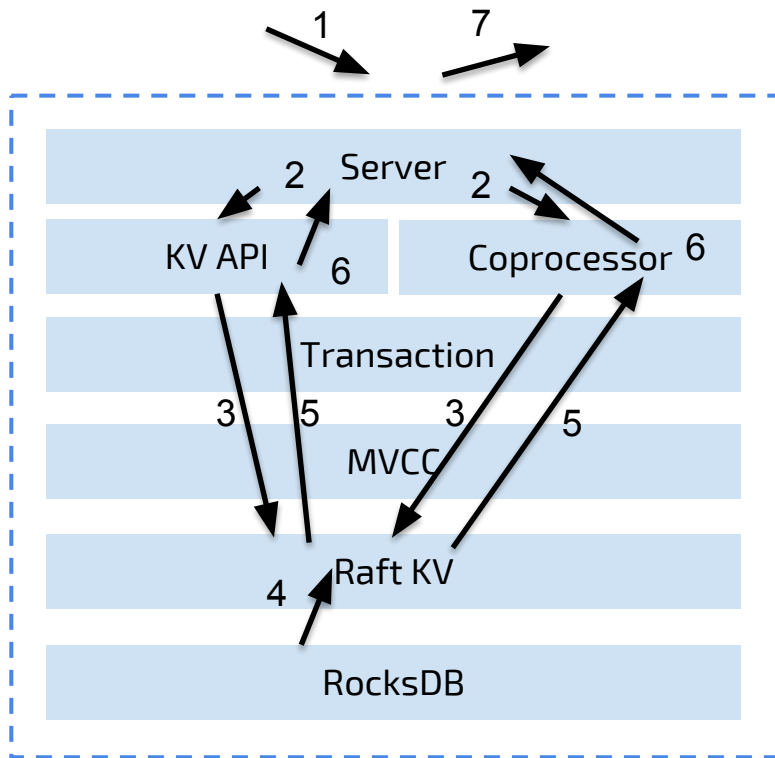 1 7
Server
2 2
KV API
Coprocessor
6 6
Transaction
3 5 3 5
MVCC
Raft KV
4
RocksDB